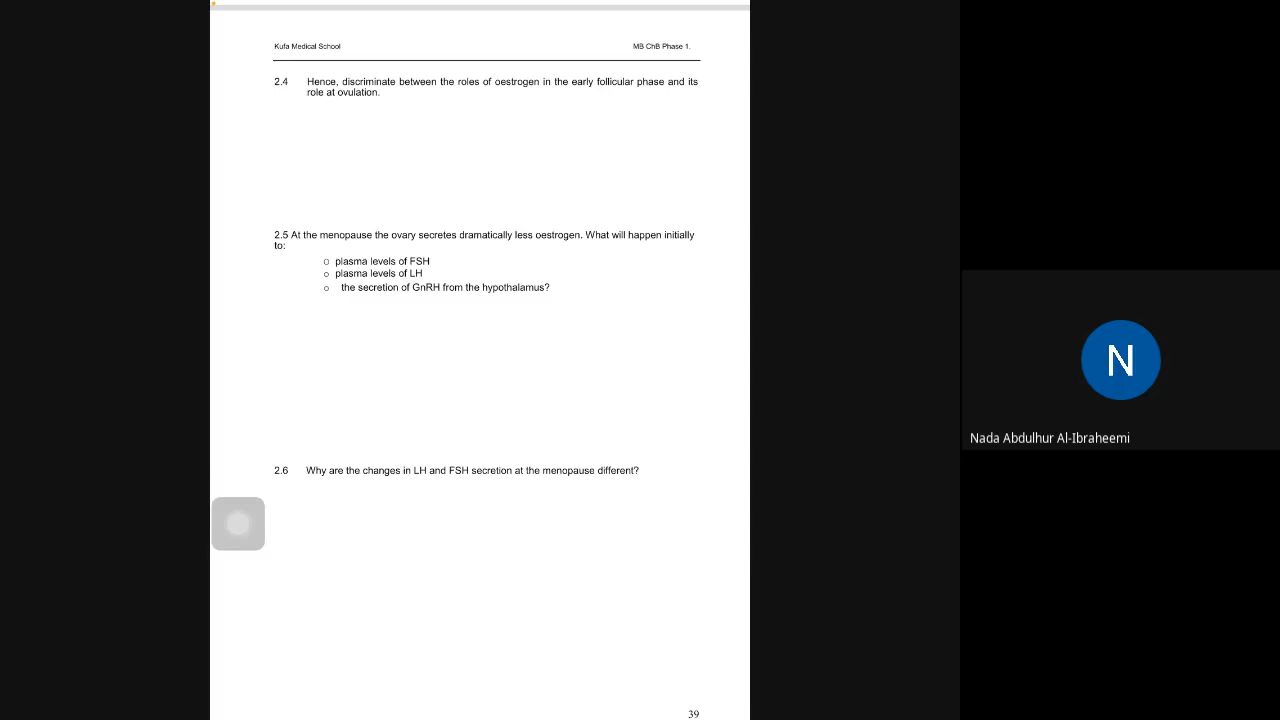 Kufa Medical School MB ChB Phase 1.
2.4 Hence, discriminate between the roles of oestrogen in the early follicular phase and its
role at ovulation.
2.5 At the menopause the ovary secretes dramatically less oestrogen. What will happen initially
to:
o plasma levels of FSH
o plasma levels of LH
o the secretion of GnRH from the hypothalamus?
2.6 Why are the changes in LH and FSH secretion at the menopause different?
39
N
Nada Abdulhur Al-Ibraheemi